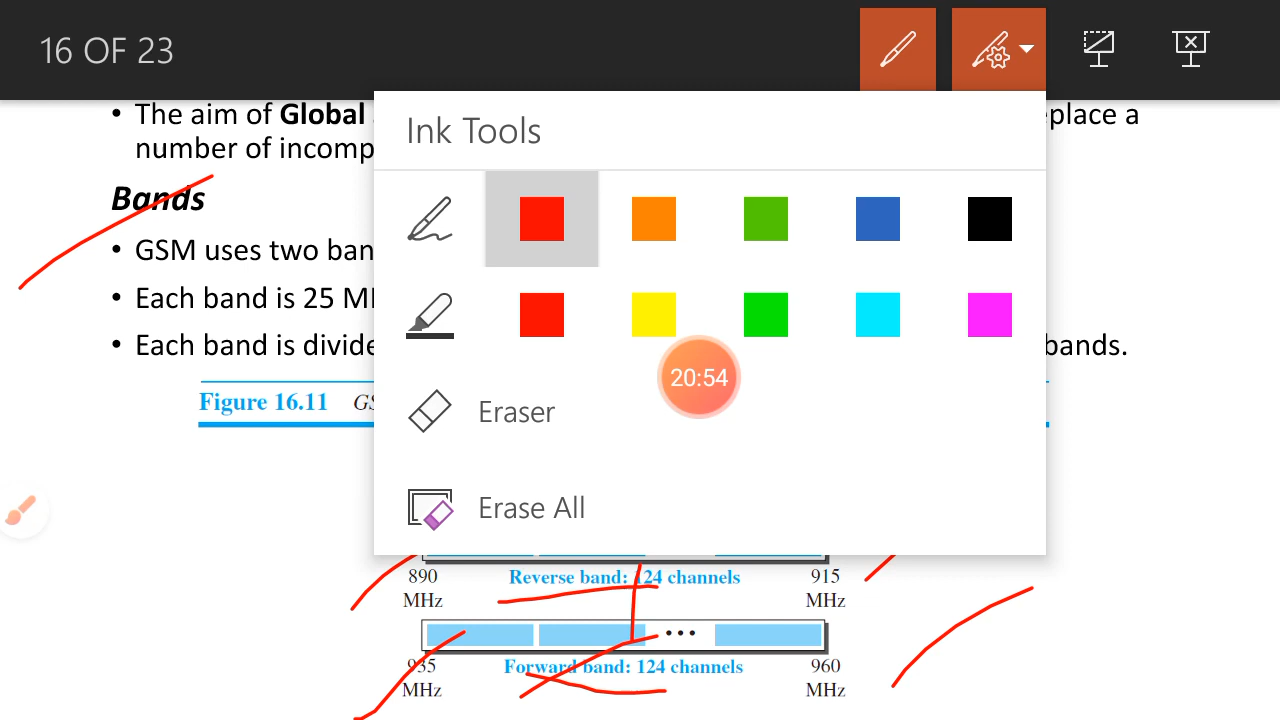 16 OF 23
• The aim of Global place a
number of incomp
Ink Tools
Bands
• GSM uses two ban
• Each band is 25 M
• Each band is divide bands.
20:54
Figure 16.11 GS
Eraser
Erase All
890 MHz Reverse band: 124 channels 915 MHz
•••
935 MHz Forward band: 124 channels 960 MHz